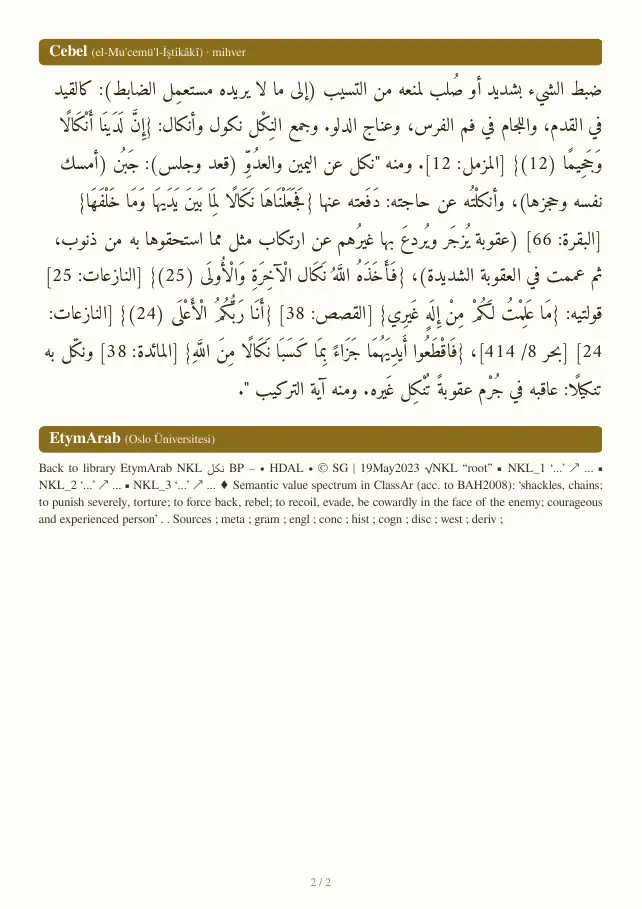 Cebel (el-Mu'cemü'l-İştikâkî) · mihver
ضبط الشيء بشديد أو صُلب لمنعه من التسيب (إلى ما لا يريده مستعمِل الضابط): كالقيد
في القدم، واللجام في فم الفرس، وعناج الدلو. وجمع النِكْل نكول وأنكال: {إِنَّ لَدَيْنَا أَنْكَالًا
وَجَحِيمًا (12)} [المزمل: 12]. ومنه "نكل عن اليمين والعدُوِّ (قعد وجلس): جَبُن (أمسك
نفسه وحجزها)، وأنكلْتُه عن حاجته: دَفَعته عنها {فَجَعَلْنَاهَا نَكَالًا لِمَا بَيْنَ يَدَيْهَا وَمَا خَلْفَهَا}
[البقرة: 66] (عقوبة يُزجَر ويُردعَ بها غيرُهم عن ارتكاب مثل مما استحقوها به من ذنوب،
ثم عممت في العقوبة الشديدة)، {فَأَخَذَهُ اللَّهُ نَكَال الْآخِرَةِ وَالْأُولَى (25)} [النازعات: 25]
قولتيه: {مَا عَلِمْتُ لَكُمْ مِنْ إِلَهٍ غَيرِي} [القصص: 38] {أَنَا رَبُّكُمُ الْأَعْلَى (24)} [النازعات:
24] [بحر 8/ 414]، {فَاقْطَعُوا أَيدِيَهُمَا جَزَاءً بِمَا كَسَبَا نَكَالًا مِنَ اللَّهِ} [المائدة: 38] ونكّل به
تنكيلًا: عاقبه في جُرْم عقوبةً تُنْكِل غَيره. ومنه آية التركيب ".
EtymArab (Oslo Üniversitesi)
Back to library EtymArab NKL نكل BP – • HDAL • © SG | 19May2023 √NKL “root” ▪ NKL_1 ‘...’ ↗ ... ▪
NKL_2 ‘...’ ↗ ... ▪ NKL_3 ‘...’ ↗ ... ♦ Semantic value spectrum in ClassAr (acc. to BAH2008): ‘shackles, chains;
to punish severely, torture; to force back, rebel; to recoil, evade, be cowardly in the face of the enemy; courageous
and experienced person’ . . Sources ; meta ; gram ; engl ; conc ; hist ; cogn ; disc ; west ; deriv ;
2 / 2